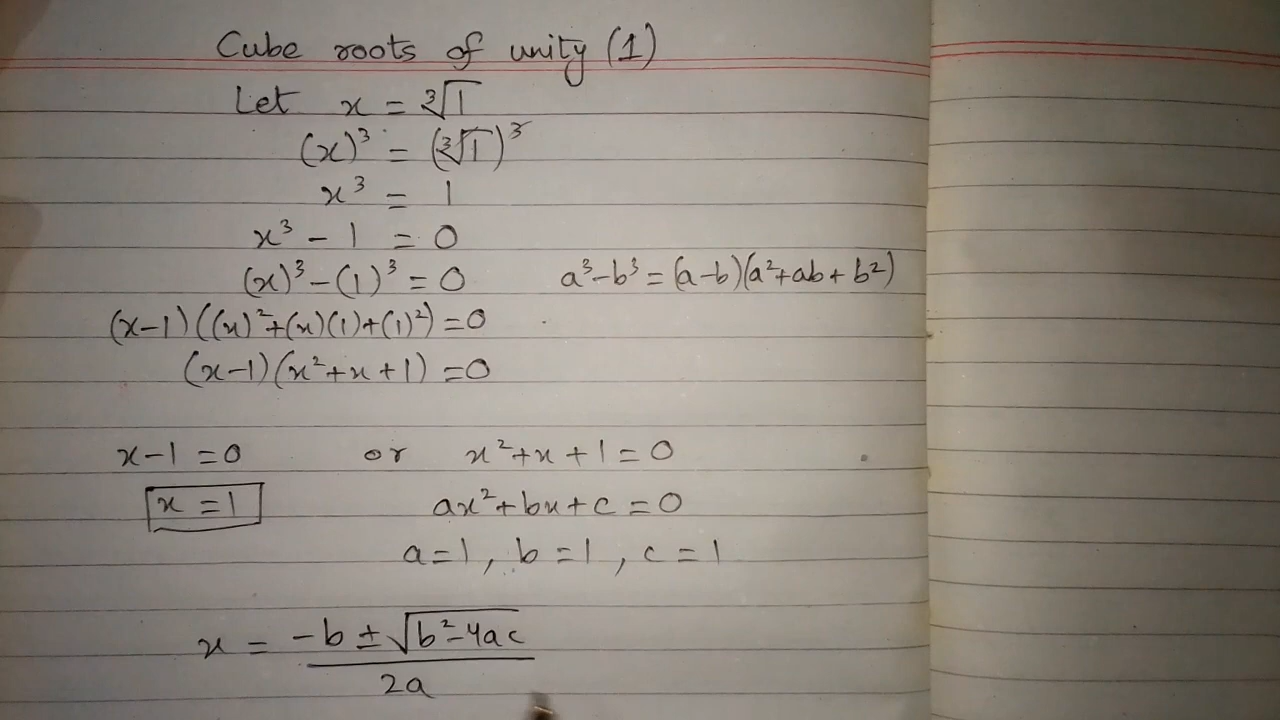 Cube roots of unity (1)
Let x = ∛1
(x)³ = (∛1)³
x³ = 1
x³ - 1 = 0
(x)³ - (1)³ = 0 a³-b³ = (a-b)(a²+ab+b²)
(x-1)((x)²+(x)(1)+(1)²) = 0
(x-1)(x²+x+1) = 0
x-1 = 0 or x²+x+1 = 0
x = 1 ax²+bx+c = 0
a=1, b=1, c=1
x = (-b ± √(b²-4ac))/2a